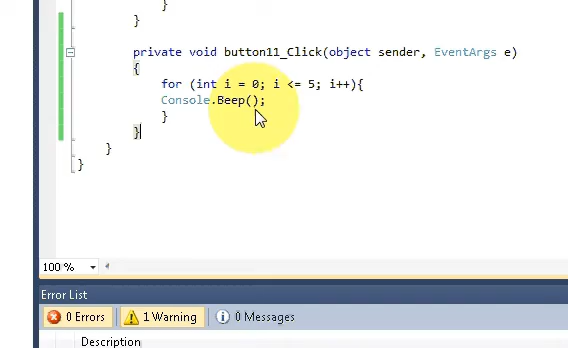 }
}
private void button11_Click(object sender, EventArgs e)
{
for (int i = 0; i <= 5; i++){
Console.Beep();
}
}
}
}
100 %
Error List
0 Errors
1 Warning
0 Messages
Description